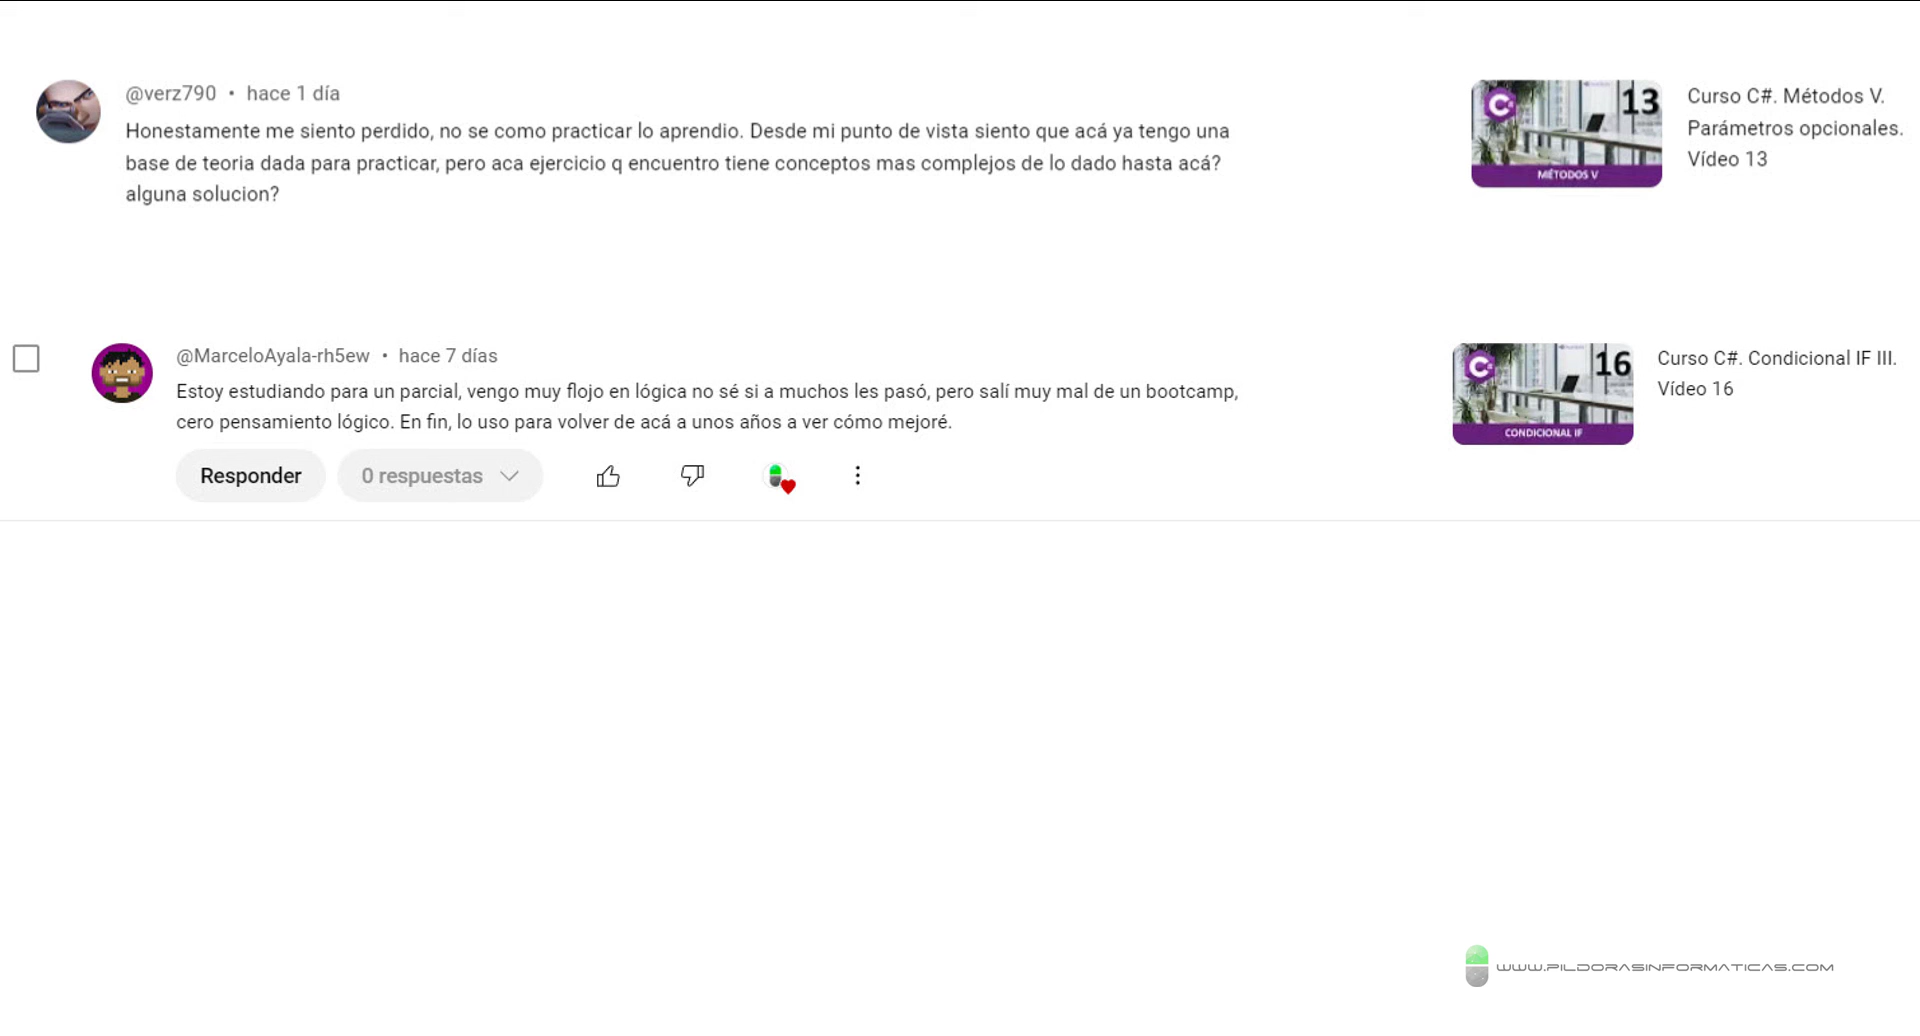 @verz790 • hace 1 día
Honestamente me siento perdido, no se como practicar lo aprendio. Desde mi punto de vista siento que acá ya tengo una
base de teoria dada para practicar, pero aca ejercicio q encuentro tiene conceptos mas complejos de lo dado hasta acá?
alguna solucion?
13
MÉTODOS V
Curso C#. Métodos V.
Parámetros opcionales.
Vídeo 13
@MarceloAyala-rh5ew • hace 7 días
Estoy estudiando para un parcial, vengo muy flojo en lógica no sé si a muchos les pasó, pero salí muy mal de un bootcamp,
cero pensamiento lógico. En fin, lo uso para volver de acá a unos años a ver cómo mejoré.
Responder
0 respuestas
16
CONDICIONAL IF
Curso C#. Condicional IF III.
Vídeo 16
WWW.PILDORASINFORMATICAS.COM